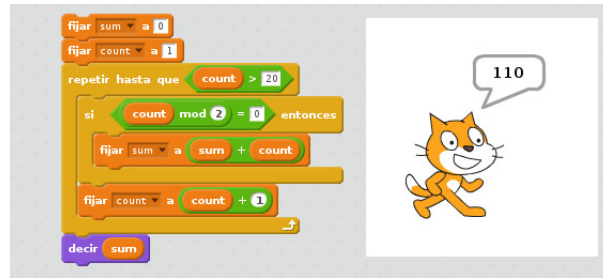 fijar sum a 0
fijar count a 1
repetir hasta que count > 20
si count mod 2 = 0 entonces
fijar sum a sum + count
fijar count a count + 1
decir sum
110